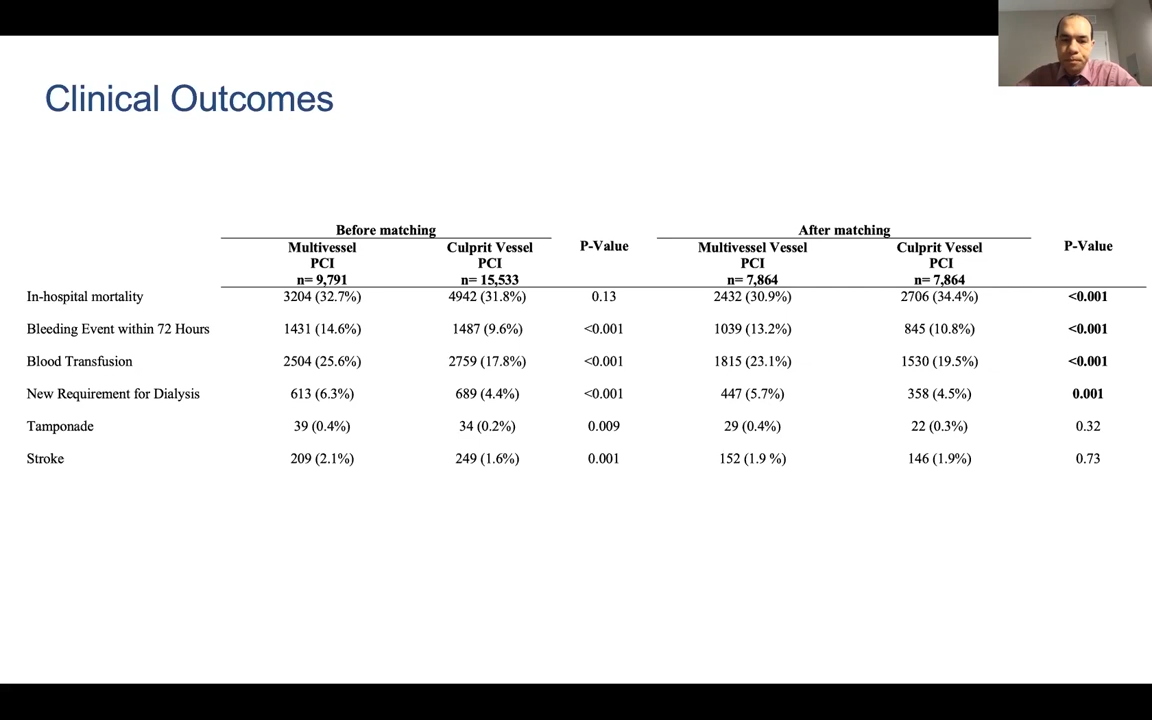 Clinical Outcomes
Before matching After matching
Multivessel PCI n= 9,791 Culprit Vessel PCI n= 15,533 P-Value Multivessel Vessel PCI n= 7,864 Culprit Vessel PCI n= 7,864 P-Value
In-hospital mortality 3204 (32.7%) 4942 (31.8%) 0.13 2432 (30.9%) 2706 (34.4%) <0.001
Bleeding Event within 72 Hours 1431 (14.6%) 1487 (9.6%) <0.001 1039 (13.2%) 845 (10.8%) <0.001
Blood Transfusion 2504 (25.6%) 2759 (17.8%) <0.001 1815 (23.1%) 1530 (19.5%) <0.001
New Requirement for Dialysis 613 (6.3%) 689 (4.4%) <0.001 447 (5.7%) 358 (4.5%) 0.001
Tamponade 39 (0.4%) 34 (0.2%) 0.009 29 (0.4%) 22 (0.3%) 0.32
Stroke 209 (2.1%) 249 (1.6%) 0.001 152 (1.9 %) 146 (1.9%) 0.73